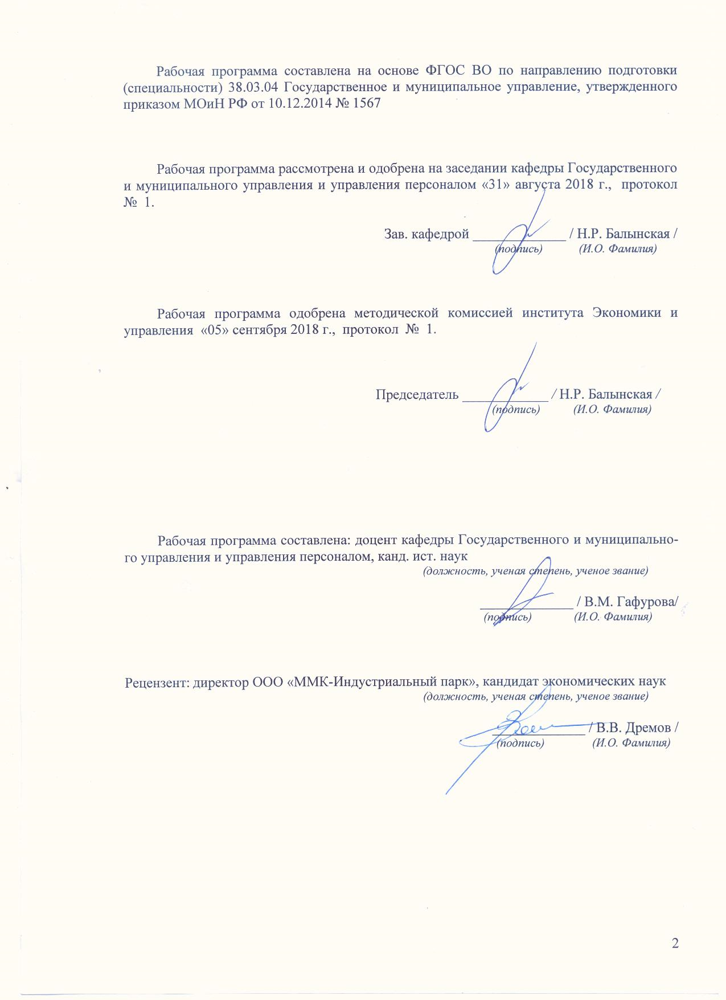 Рабочая программа составлена на основе ФГОС ВО по направлению подготовки
(специальности) 38.03.04 Государственное и муниципальное управление, утвержденного
приказом МОиН РФ от 10.12.2014 № 1567
Рабочая программа рассмотрена и одобрена на заседании кафедры Государственного
и муниципального управления и управления персоналом «31» августа 2018 г., протокол
№ 1.
Зав. кафедрой _____________ / Н.Р. Балынская /
(подпись) (И.О. Фамилия)
Рабочая программа одобрена методической комиссией института Экономики и
управления «05» сентября 2018 г., протокол № 1.
Председатель ____________ / Н.Р. Балынская /
(подпись) (И.О. Фамилия)
Рабочая программа составлена: доцент кафедры Государственного и муниципально-
го управления и управления персоналом, канд. ист. наук
(должность, ученая степень, ученое звание)
_____________ / В.М. Гафурова/
(подпись) (И.О. Фамилия)
Рецензент: директор ООО «ММК-Индустриальный парк», кандидат экономических наук
(должность, ученая степень, ученое звание)
_____________ / В.В. Дремов /
(подпись) (И.О. Фамилия)
2